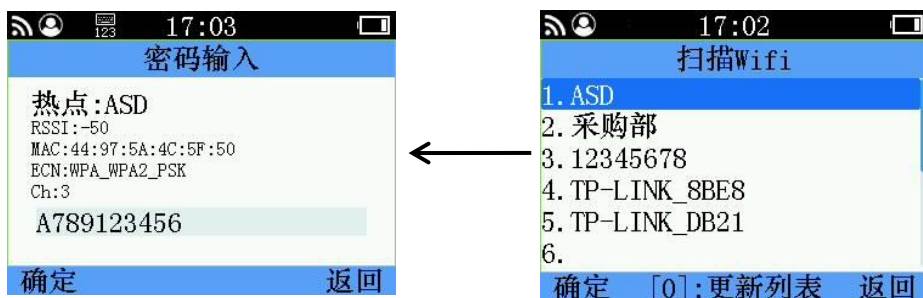 123 17:03
密码输入
热点:ASD
RSSI:-50
MAC:44:97:5A:4C:5F:50
ECN:WPA_WPA2_PSK
Ch:3
A789123456
确定 返回
17:02
扫描Wifi
1.ASD
2.采购部
3.12345678
4.TP-LINK_8BE8
5.TP-LINK_DB21
6.
确定 [0]:更新列表 返回